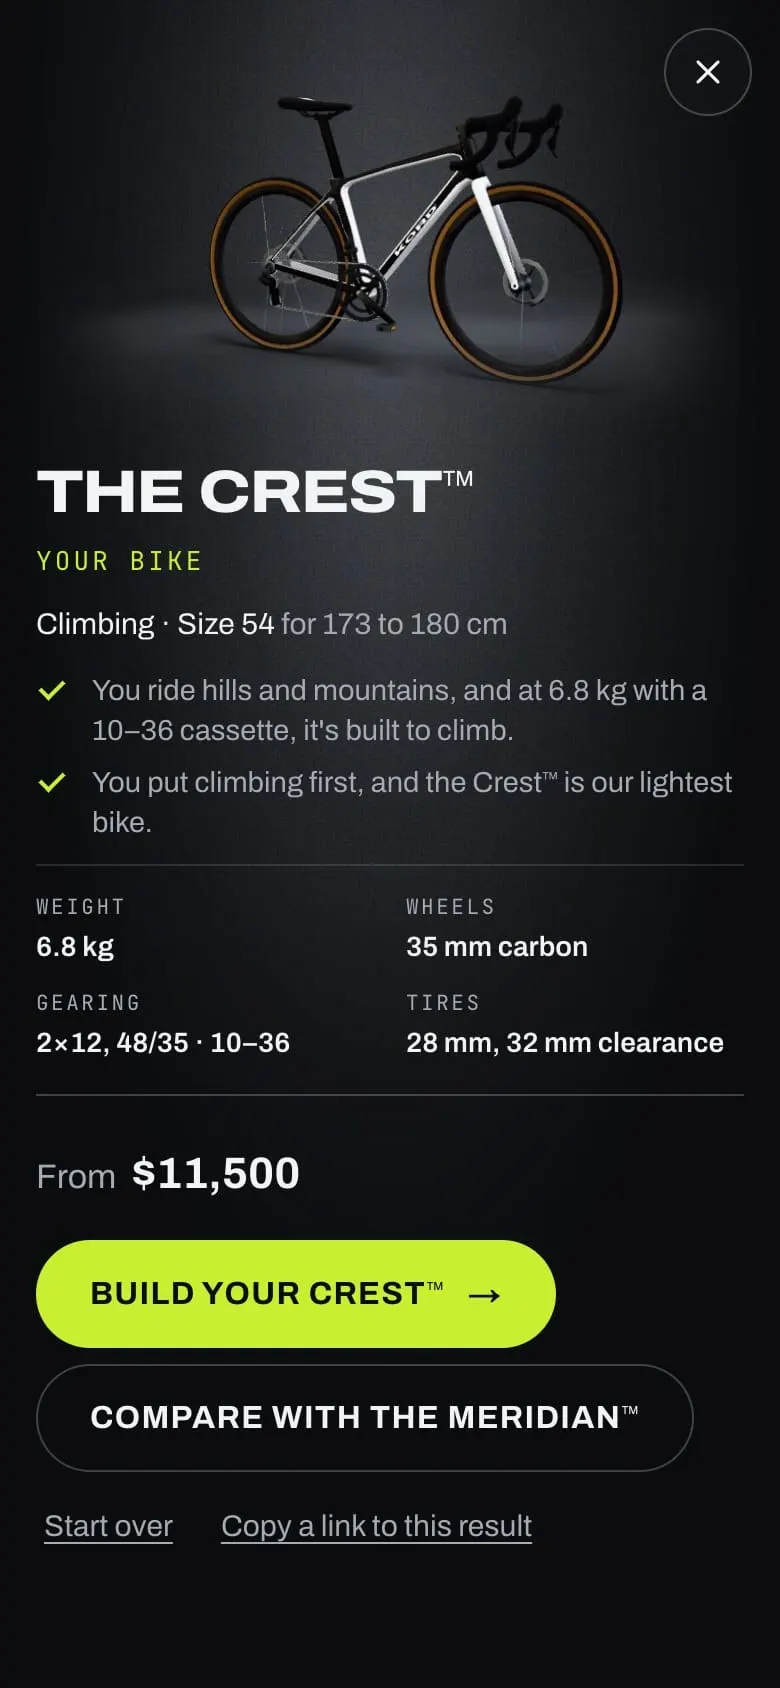 KORD
THE CREST™
YOUR BIKE
Climbing · Size 54 for 173 to 180 cm
You ride hills and mountains, and at 6.8 kg with a
10–36 cassette, it's built to climb.
You put climbing first, and the Crest™ is our lightest
bike.
WEIGHT
6.8 kg
WHEELS
35 mm carbon
GEARING
2×12, 48/35 · 10–36
TIRES
28 mm, 32 mm clearance
From $11,500
BUILD YOUR CREST™ →
COMPARE WITH THE MERIDIAN™
Start over
Copy a link to this result